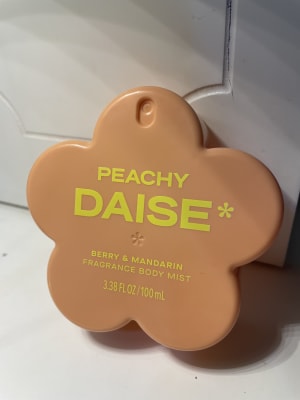 PEACHY
DAISE*
*
BERRY & MANDARIN
FRAGRANCE BODY MIST
3.38 FL OZ/100 mL